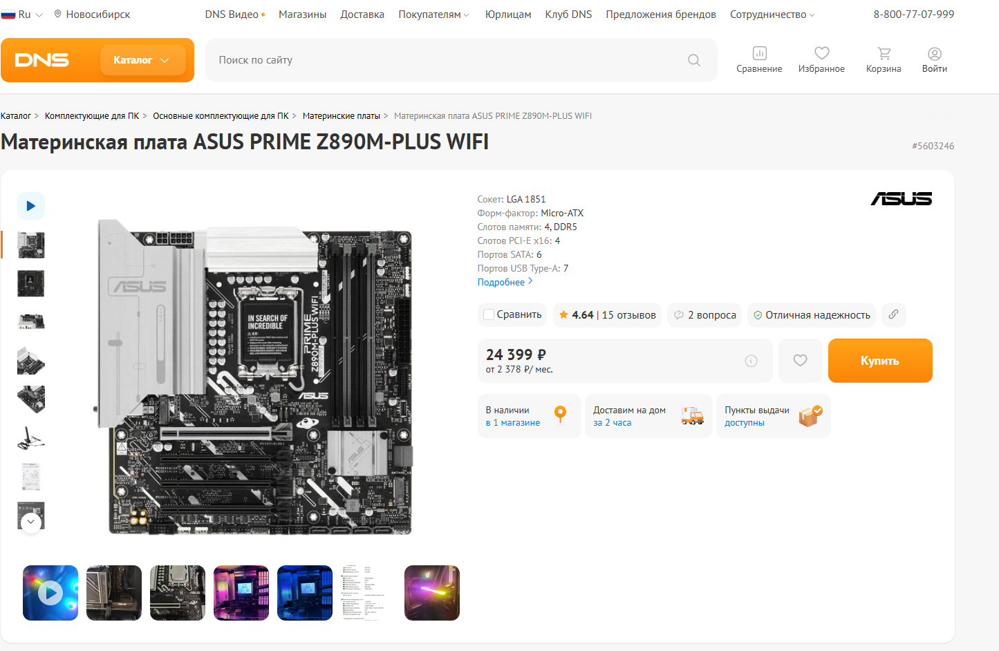 Ru Новосибирск DNS Видео Магазины Доставка Покупателям Юрлицам Клуб DNS Предложения брендов Сотрудничество 8-800-77-07-999
DNS Каталог Поиск по сайту Сравнение Избранное Корзина Войти
Каталог > Комплектующие для ПК > Основные комплектующие для ПК > Материнские платы > Материнская плата ASUS PRIME Z890M-PLUS WIFI
Материнская плата ASUS PRIME Z890M-PLUS WIFI #5603246
ASUS
Сокет: LGA 1851
Форм-фактор: Micro-ATX
Слотов памяти: 4, DDR5
Слотов PCI-E x16: 4
Портов SATA: 6
Портов USB Type-A: 7
Подробнее
Сравнить 4.64 | 15 отзывов 2 вопроса Отличная надежность
24 399 ₽
от 2 378 ₽/ мес.
Купить
В наличии
в 1 магазине
Доставим на дом
за 2 часа
Пункты выдачи
доступны
ASUS
IN SEARCH OF
INCREDIBLE
PRIME
Z890M-PLUS WIFI
ASUS